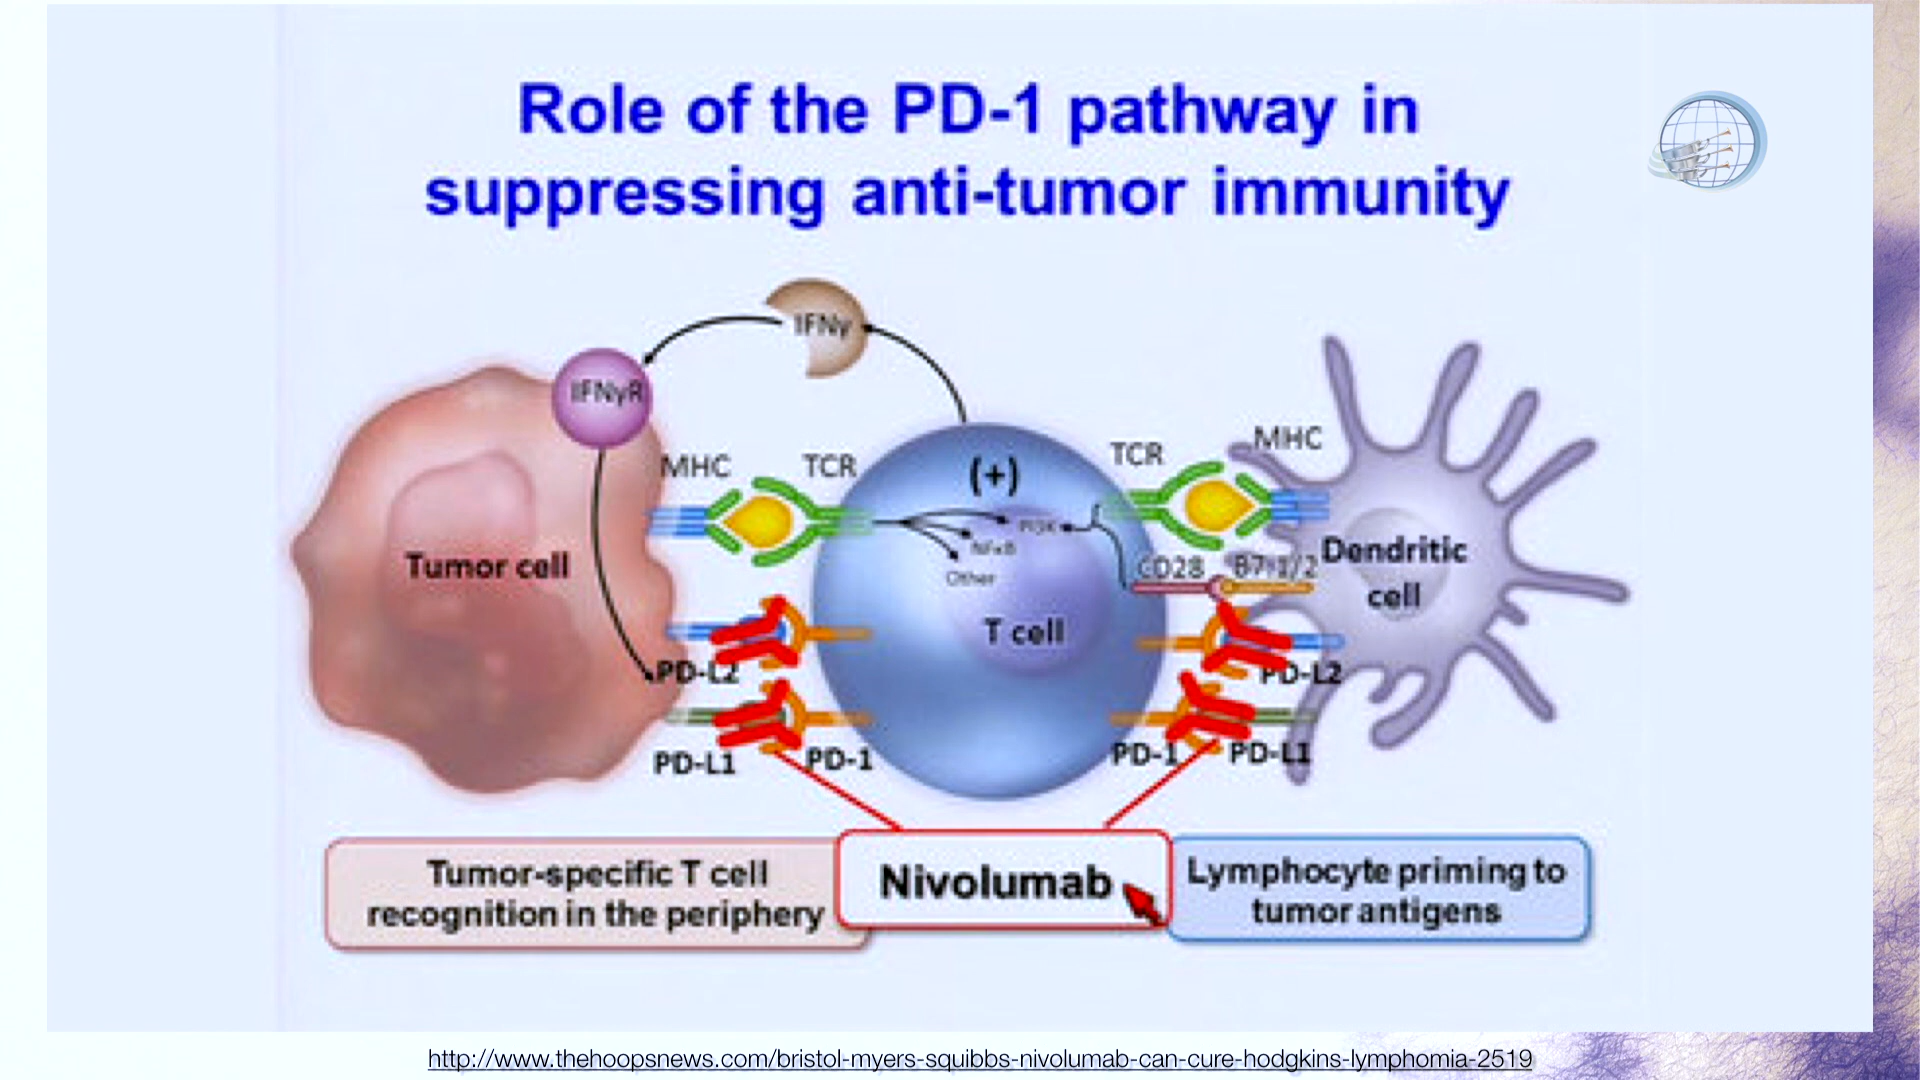 Role of the PD-1 pathway in
suppressing anti-tumor immunity
IFNγ
IFNγR
MHC
TCR
(+)
TCR
MHC
PI3K
NFκB
Other
Tumor cell
T cell
CD28
B7-1/2
Dendritic
cell
PD-L2
PD-L2
PD-L1
PD-1
PD-1
PD-L1
Tumor-specific T cell
recognition in the periphery
Nivolumab
Lymphocyte priming to
tumor antigens
http://www.thehoopsnews.com/bristol-myers-squibbs-nivolumab-can-cure-hodgkins-lymphomia-2519